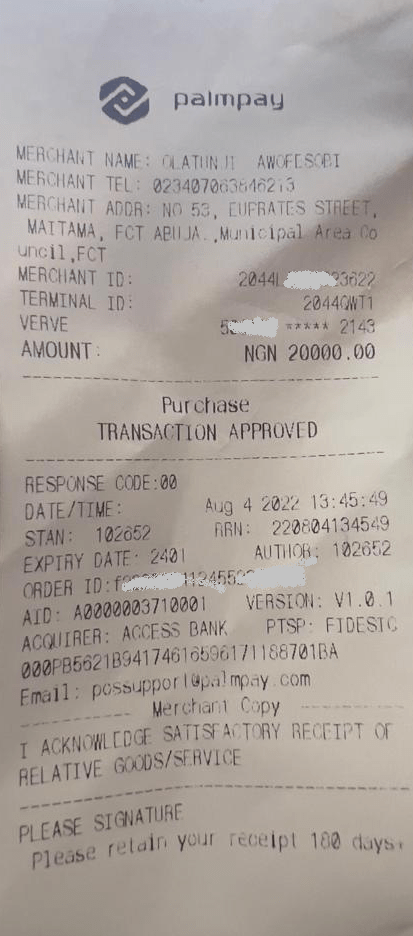 palmpay
MERCHANT NAME: OLATUNJI AWOFESOBI
MERCHANT TEL:
MERCHANT ADDR: NO 53, EUPRATES STREET,
MAITAMA, FCT ABUJA.,Municipal Area Co
uncil,FCT
MERCHANT ID: 2044L 23622
TERMINAL ID: 2044QWT1
VERVE ***** 2143
AMOUNT: NGN 20000.00
Purchase
TRANSACTION APPROVED
RESPONSE CODE:00
DATE/TIME: Aug 4 2022 13:45:49
STAN: 102652 RRN: 220804134549
EXPIRY DATE: 2401 AUTHOR: 102652
ORDER ID:
AID: A0000003710001 VERSION: V1.0.1
ACQUIRER: ACCESS BANK PTSP: FIDESIC
000PB5621B94174616596171188701BA
Email: possupport@palmpay.com
Merchant Copy
I ACKNOWLEDGE SATISFACTORY RECEIPT OF
RELATIVE GOODS/SERVICE
PLEASE SIGNATURE
Please retain your receipt 180 days.